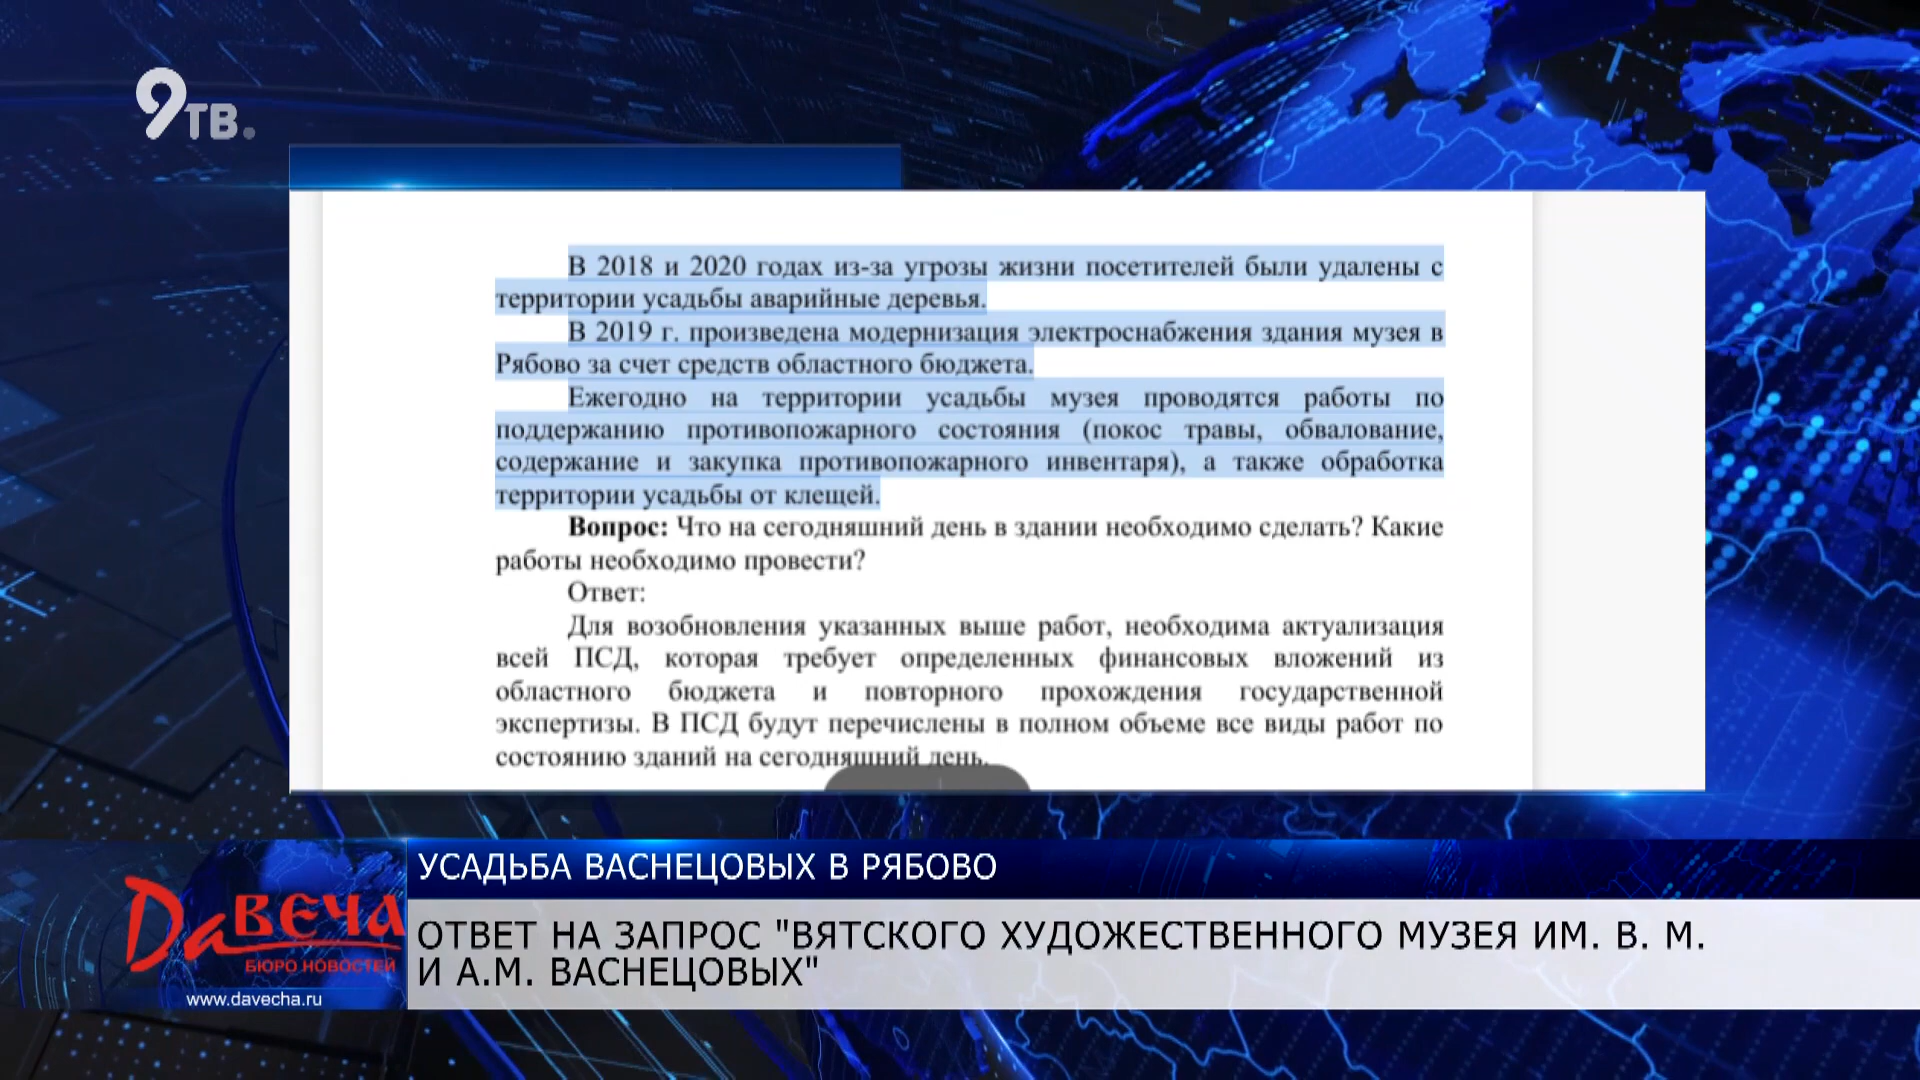 9ТВ.
В 2018 и 2020 годах из-за угрозы жизни посетителей были удалены с
территории усадьбы аварийные деревья.
В 2019 г. произведена модернизация электроснабжения здания музея в
Рябово за счет средств областного бюджета.
Ежегодно на территории усадьбы музея проводятся работы по
поддержанию противопожарного состояния (покос травы, обвалование,
содержание и закупка противопожарного инвентаря), а также обработка
территории усадьбы от клещей.
Вопрос: Что на сегодняшний день в здании необходимо сделать? Какие
работы необходимо провести?
Ответ:
Для возобновления указанных выше работ, необходима актуализация
всей ПСД, которая требует определенных финансовых вложений из
областного бюджета и повторного прохождения государственной
экспертизы. В ПСД будут перечислены в полном объеме все виды работ по
состоянию зданий на сегодняшний день.
УСАДЬБА ВАСНЕЦОВЫХ В РЯБОВО
ДаВЕЧА
БЮРО НОВОСТЕЙ
www.davecha.ru
ОТВЕТ НА ЗАПРОС "ВЯТСКОГО ХУДОЖЕСТВЕННОГО МУЗЕЯ ИМ. В. М.
И А.М. ВАСНЕЦОВЫХ"